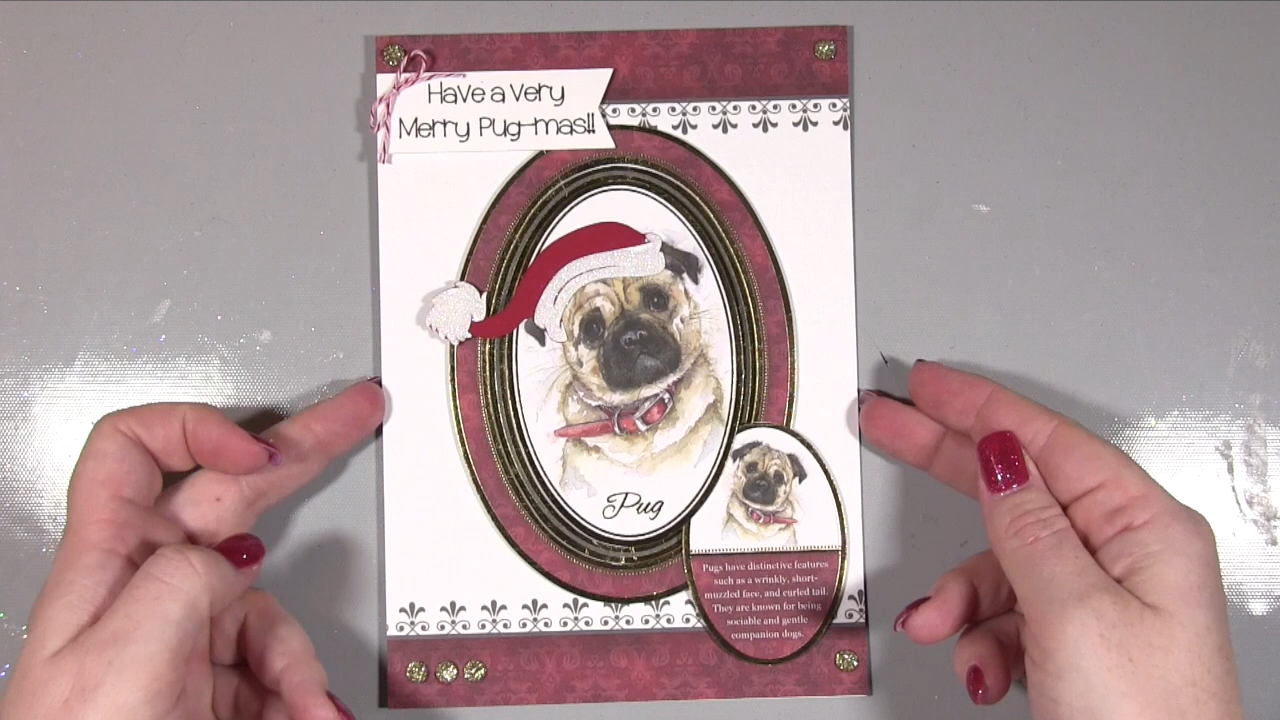 Have a Very
Merry Pug-mas!!
Pug
Pugs have distinctive features
such as a wrinkly, short-
muzzled face, and curled tail.
They are known for being
sociable and gentle
companion dogs.